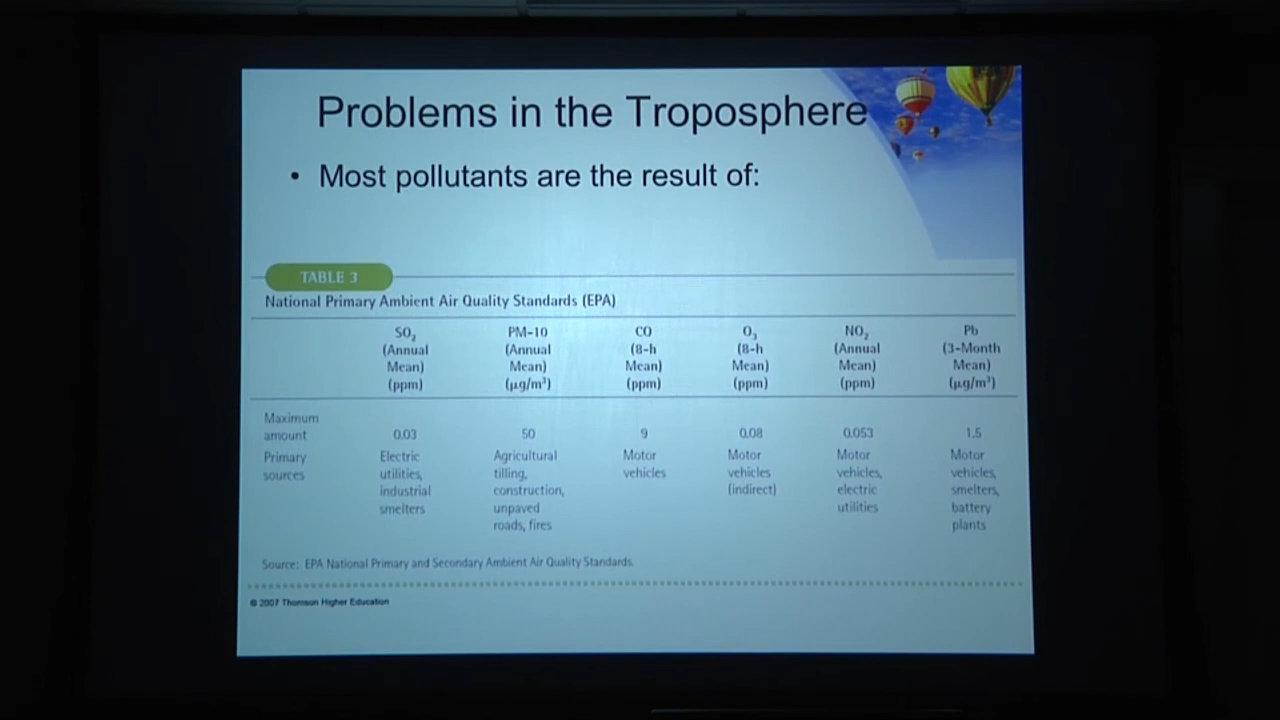 Problems in the Troposphere
• Most pollutants are the result of:
TABLE 3
National Primary Ambient Air Quality Standards (EPA)
SO₂ PM-10 CO O₃ NO₂ Pb
(Annual (Annual (8-h (8-h (Annual (3-Month
Mean) Mean) Mean) Mean) Mean) Mean)
(ppm) (μg/m³) (ppm) (ppm) (ppm) (μg/m³)
Maximum
amount 0.03 50 9 0.08 0.053 1.5
Primary Electric Agricultural Motor Motor Motor Motor
sources utilities, tilling, vehicles vehicles vehicles, vehicles,
industrial construction, (indirect) electric smelters,
smelters unpaved utilities battery
roads, fires plants
Source: EPA National Primary and Secondary Ambient Air Quality Standards.
© 2007 Thomson Higher Education